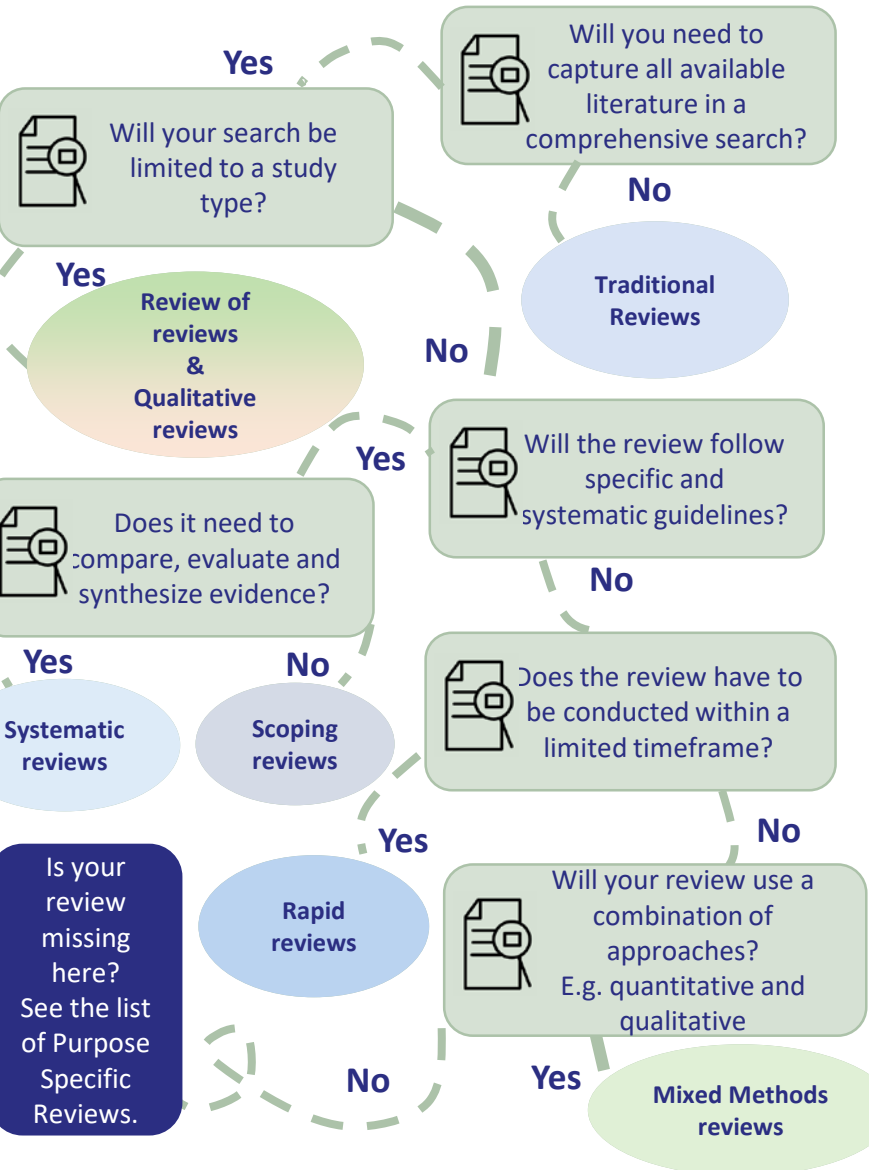 Will you need to
capture all available
literature in a
comprehensive search?
Yes
Will your search be
limited to a study
type?
No
Traditional
Reviews
Yes
Review of
reviews
&
Qualitative
reviews
No
Will the review follow
specific and
systematic guidelines?
Yes
Does it need to
compare, evaluate and
synthesize evidence?
Yes
Systematic
reviews
No
Scoping
reviews
No
Does the review have to
be conducted within a
limited timeframe?
Yes
Rapid
reviews
No
Will your review use a
combination of
approaches?
E.g. quantitative and
qualitative
Yes
Mixed Methods
reviews
No
Is your
review
missing
here?
See the list
of Purpose
Specific
Reviews.